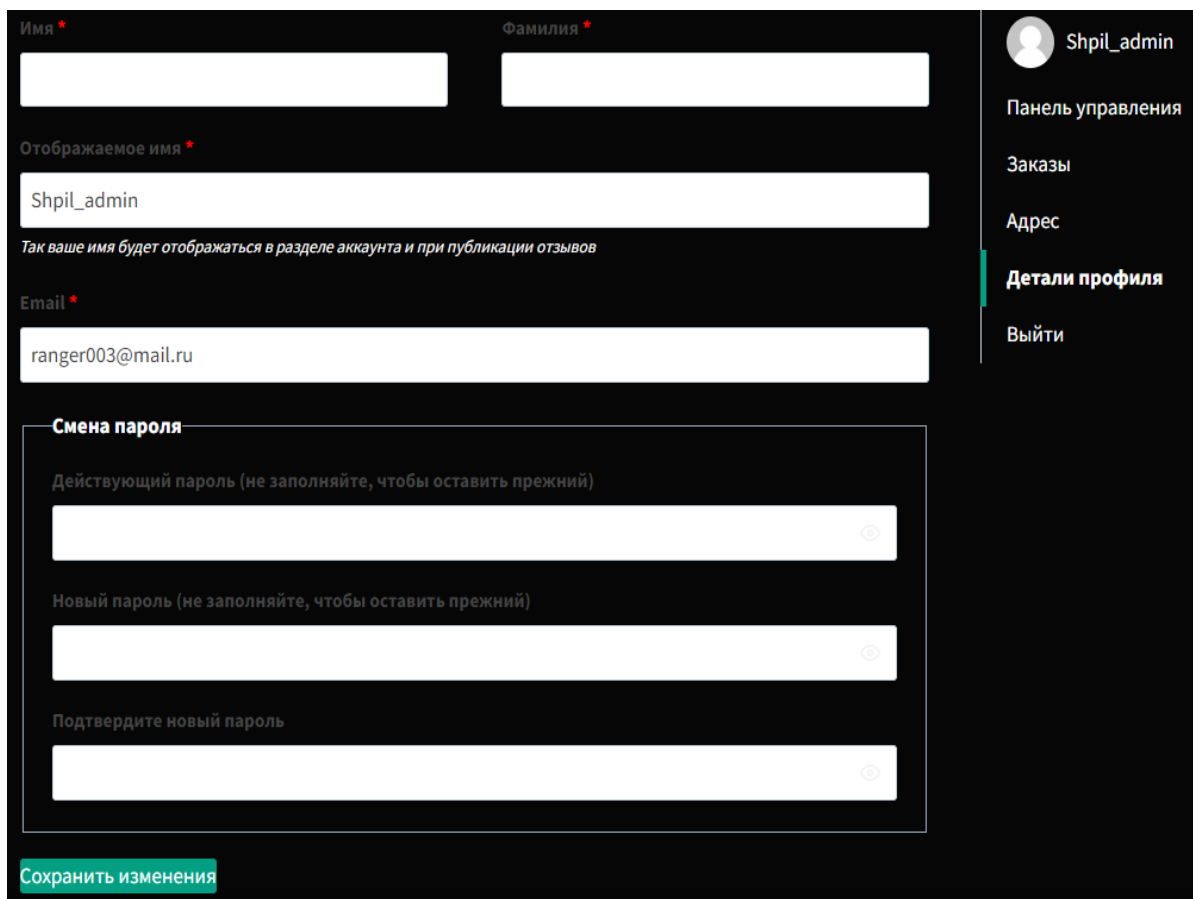 Имя *
Фамилия *
Отображаемое имя *
Shpil_admin
Так ваше имя будет отображаться в разделе аккаунта и при публикации отзывов
Email *
ranger003@mail.ru
Смена пароля
Действующий пароль (не заполняйте, чтобы оставить прежний)
Новый пароль (не заполняйте, чтобы оставить прежний)
Подтвердите новый пароль
Сохранить изменения
Shpil_admin
Панель управления
Заказы
Адрес
Детали профиля
Выйти